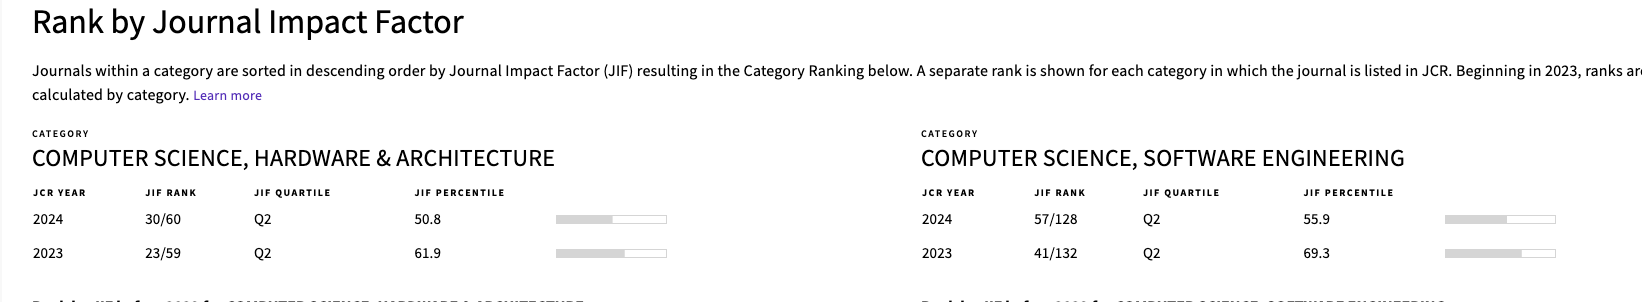 Rank by Journal Impact Factor
Journals within a category are sorted in descending order by Journal Impact Factor (JIF) resulting in the Category Ranking below. A separate rank is shown for each category in which the journal is listed in JCR. Beginning in 2023, ranks are
calculated by category. Learn more
CATEGORY
COMPUTER SCIENCE, HARDWARE & ARCHITECTURE
JCR YEAR JIF RANK JIF QUARTILE JIF PERCENTILE
2024 30/60 Q2 50.8
2023 23/59 Q2 61.9
CATEGORY
COMPUTER SCIENCE, SOFTWARE ENGINEERING
JCR YEAR JIF RANK JIF QUARTILE JIF PERCENTILE
2024 57/128 Q2 55.9
2023 41/132 Q2 69.3